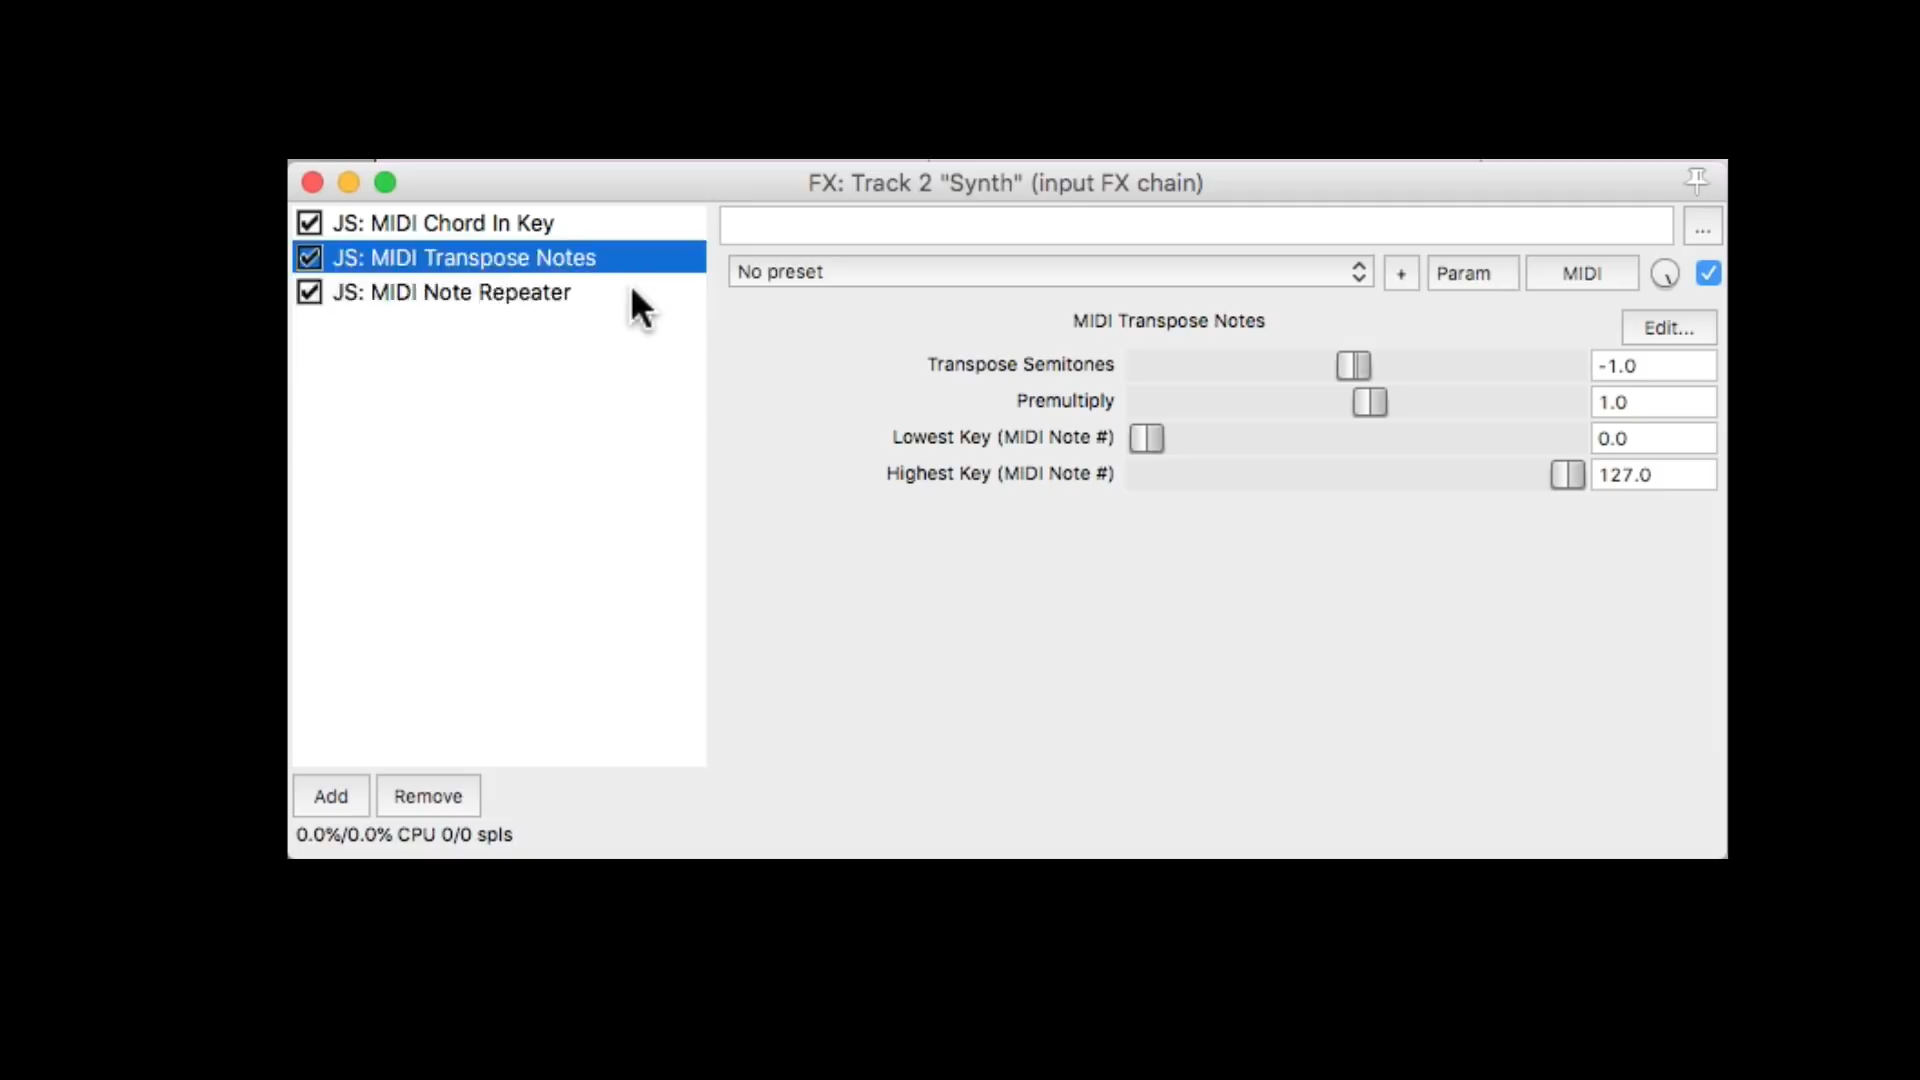 FX: Track 2 "Synth" (input FX chain)
JS: MIDI Chord In Key
JS: MIDI Transpose Notes
JS: MIDI Note Repeater
...
No preset
+
Param
MIDI
MIDI Transpose Notes
Edit...
Transpose Semitones
-1.0
Premultiply
1.0
Lowest Key (MIDI Note #)
0.0
Highest Key (MIDI Note #)
127.0
Add
Remove
0.0%/0.0% CPU 0/0 spls